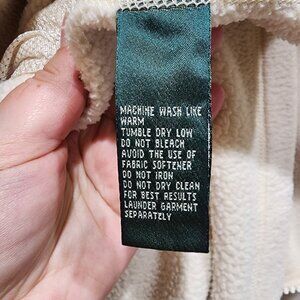 MACHINE WASH LIKE
WARM
TUMBLE DRY LOW
DO NOT BLEACH
AVOID THE USE OF
FABRIC SOFTENER
DO NOT IRON
DO NOT DRY CLEAN
FOR BEST RESULTS
LAUNDER GARMENT
SEPARATELY